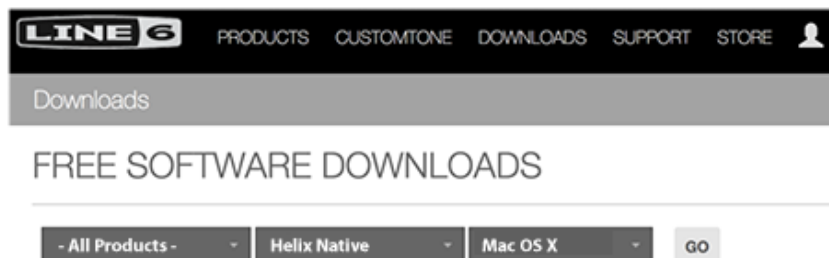 LINE 6 PRODUCTS CUSTOMTONE DOWNLOADS SUPPORT STORE
Downloads
FREE SOFTWARE DOWNLOADS
- All Products - Helix Native Mac OS X GO